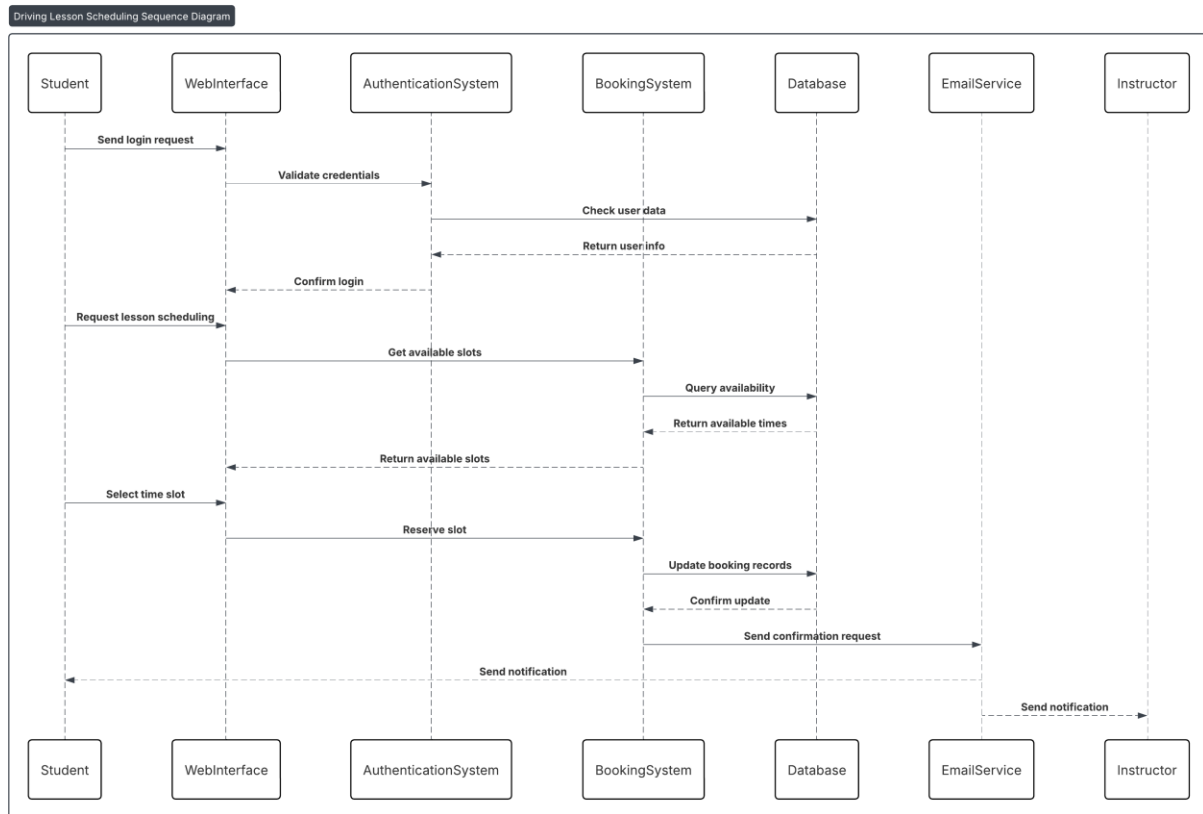 Driving Lesson Scheduling Sequence Diagram
Student
WebInterface
AuthenticationSystem
BookingSystem
Database
EmailService
Instructor
Send login request
Validate credentials
Check user data
Return user info
Confirm login
Request lesson scheduling
Get available slots
Query availability
Return available times
Return available slots
Select time slot
Reserve slot
Update booking records
Confirm update
Send confirmation request
Send notification
Send notification
Student
WebInterface
AuthenticationSystem
BookingSystem
Database
EmailService
Instructor